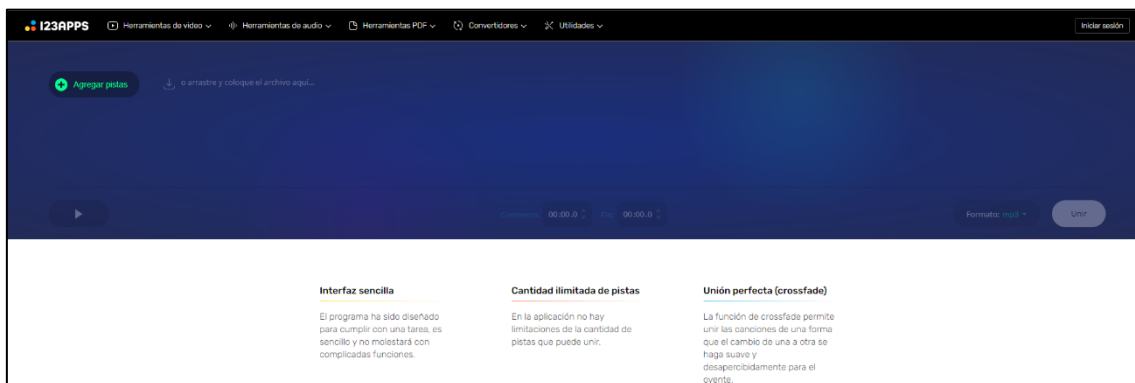 123APPS Herramientas de video Herramientas de audio Herramientas PDF Convertidores Utilidades Iniciar sesión
Agregar pistas o arrastre y coloque el archivo aquí...
Comienzo: 00:00.0 Fin: 00:00.0 Formato: mp3 Unir
Interfaz sencilla
El programa ha sido diseñado
para cumplir con una tarea, es
sencillo y no molestará con
complicadas funciones.
Cantidad ilimitada de pistas
En la aplicación no hay
limitaciones de la cantidad de
pistas que puede unir.
Unión perfecta (crossfade)
La función de crossfade permite
unir las canciones de una forma
que el cambio de una a otra se
haga suave y
desapercibidamente para el
oyente.